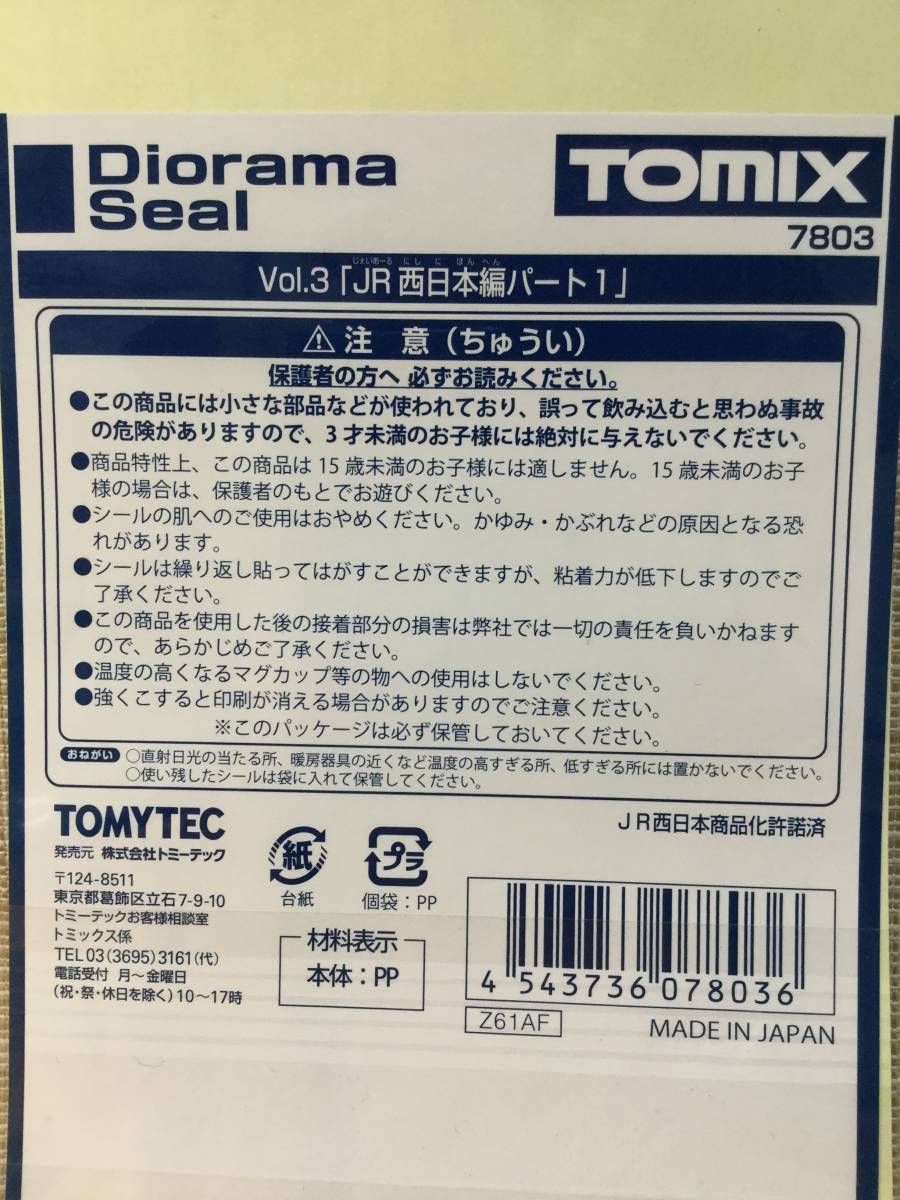 Diorama
Seal
TOMIX
7803
じぇいあーる にし に ほん へん
Vol.3「JR 西日本編パート1」
注 意（ちゅうい）
保護者の方へ 必ずお読みください。
●この商品には小さな部品などが使われており、誤って飲み込むと思わぬ事故
の危険がありますので、3 才未満のお子様には絶対に与えないでください。
●商品特性上、この商品は 15 歳未満のお子様には適しません。15 歳未満のお子
様の場合は、保護者のもとでお遊びください。
●シールの肌へのご使用はおやめください。かゆみ・かぶれなどの原因となる恐
れがあります。
●シールは繰り返し貼ってはがすことができますが、粘着力が低下しますのでご
了承ください。
●この商品を使用した後の接着部分の損害は弊社では一切の責任を負いかねます
ので、あらかじめご了承ください。
●温度の高くなるマグカップ等の物への使用はしないでください。
●強くこすると印刷が消える場合がありますのでご注意ください。
※このパッケージは必ず保管しておいてください。
おねがい ○直射日光の当たる所、暖房器具の近くなど温度の高すぎる所、低すぎる所には置かないでください。
○使い残したシールは袋に入れて保管してください。
JR西日本商品化許諾済
TOMYTEC
発売元 株式会社トミーテック
〒124-8511
東京都葛飾区立石7-9-10
トミーテックお客様相談室
トミックス係
TEL 03 (3695) 3161 (代)
電話受付 月〜金曜日
(祝・祭・休日を除く) 10〜17時
紙
台紙
プラ
個袋：PP
材料表示
本体：PP
4 543736 078036
Z61AF
MADE IN JAPAN